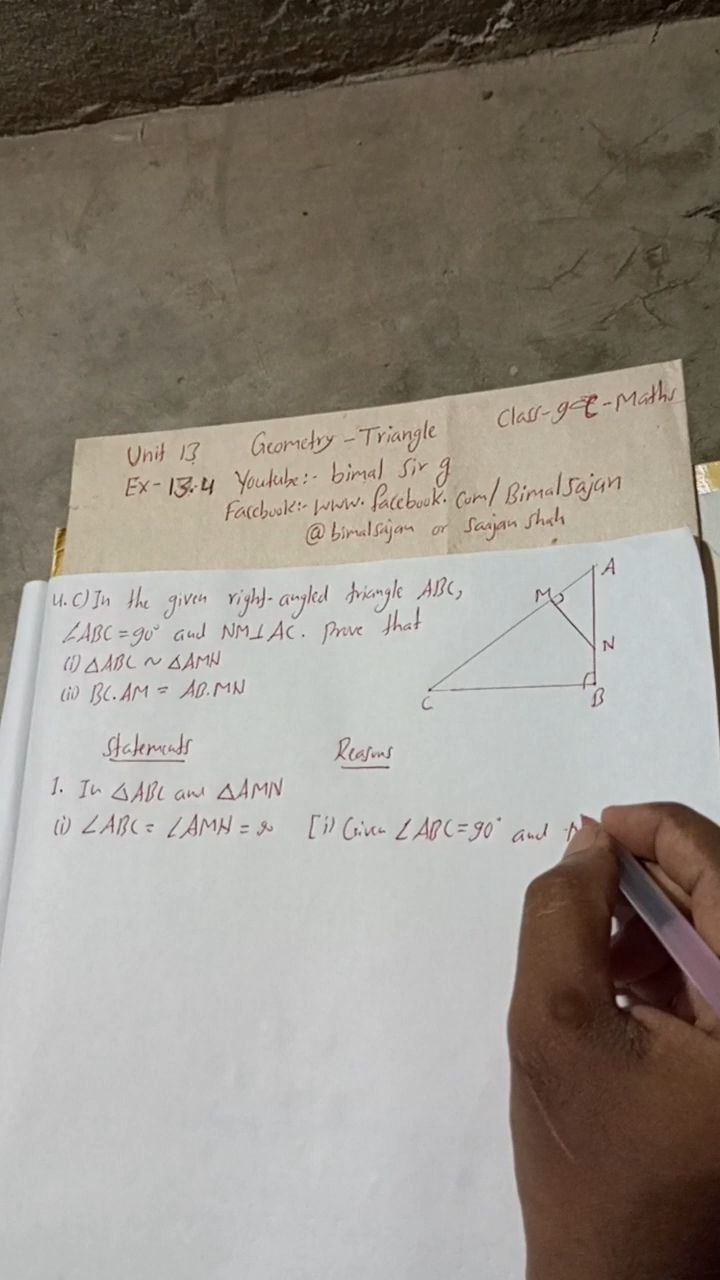 Unit 13 Geometry - Triangle Class - 9
Ex - 13.4 Youtube:- bimal sir g
Facebook:- www.facebook.com/Bimalsajan
@bimalsajan or Sanjan Shah
4. C) In the given right-angled triangle ABC,
∠ABC = 90° and NM⊥AC. Prove that
(i) △ABC ~ △AMN
(ii) BC.AM = AB.MN
A
M
N
B
C
Statements Reasons
1. In △ABC and △AMN
(i) ∠ABC = ∠AMN = 90 [i) Given ∠ABC = 90° and